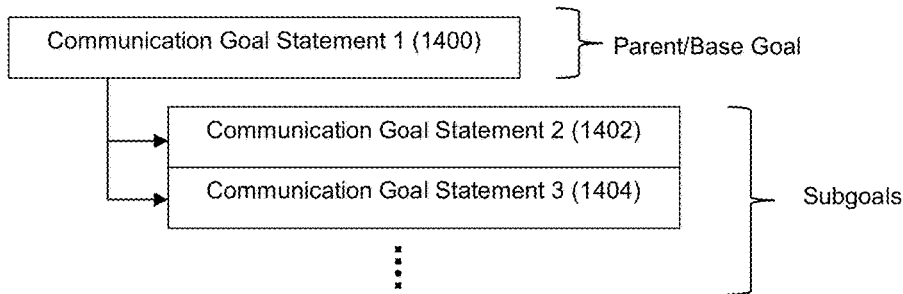 Communication Goal Statement 1 (1400)
Parent/Base Goal
Communication Goal Statement 2 (1402)
Communication Goal Statement 3 (1404)
Subgoals